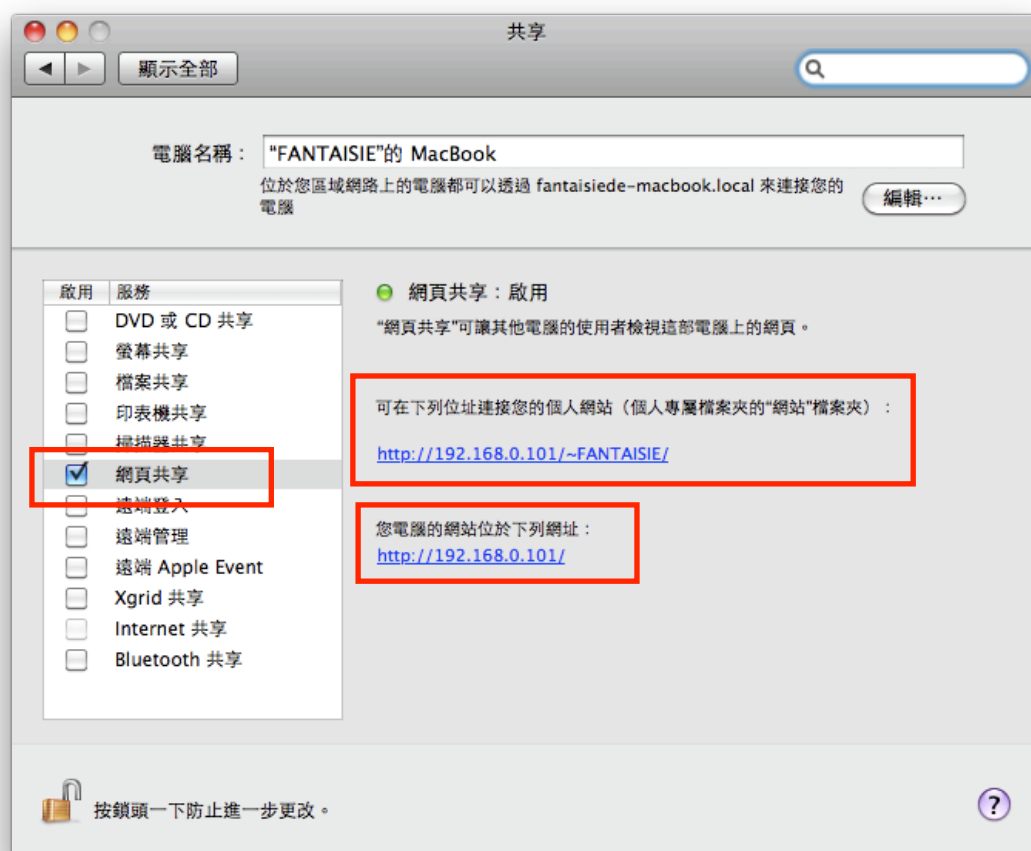 共享
顯示全部
電腦名稱：
“FANTAISIE”的 MacBook
位於您區域網路上的電腦都可以透過 fantaisiede-macbook.local 來連接您的
電腦
編輯…
啟用 服務
DVD 或 CD 共享
螢幕共享
檔案共享
印表機共享
掃描器共享
網頁共享
遠端登入
遠端管理
遠端 Apple Event
Xgrid 共享
Internet 共享
Bluetooth 共享
網頁共享：啟用
“網頁共享”可讓其他電腦的使用者檢視這部電腦上的網頁。
可在下列位址連接您的個人網站（個人專屬檔案夾的“網站”檔案夾）：
http://192.168.0.101/~FANTAISIE/
您電腦的網站位於下列網址：
http://192.168.0.101/
按鎖頭一下防止進一步更改。
?